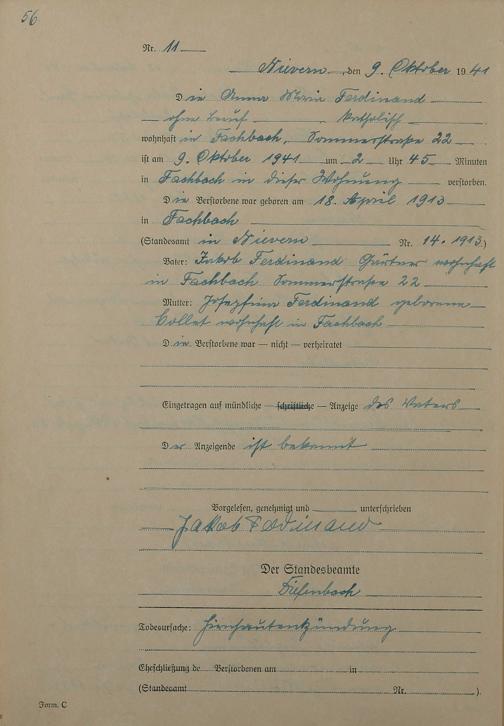 56
Nr. 11
Nievern, den 9. Oktober 1941
Die Anna Maria Ferdinand
ohne Beruf katholisch
wohnhaft in Fachbach, Sommerstraße 22
ist am 9. Oktober 1941 um 2 Uhr 45 Minuten
in Fachbach in dieser Wohnung verstorben.
Die Verstorbene war geboren am 18. April 1913
in Fachbach
(Standesamt in Nievern Nr. 14.1913.)
Vater: Jakob Ferdinand Gärtner wohnhaft
in Fachbach Sommerstraße 22
Mutter: Ferdinand geborene
wohnhaft in Fachbach
Die Verstorbene war — nicht — verheiratet
Eingetragen auf mündliche — schriftliche — Anzeige des Vaters
Der Anzeigende ist bekannt
Vorgelesen, genehmigt und unterschrieben
Jakob Ferdinand
Der Standesbeamte
Todesursache: Hirnhautentzündung
Eheschließung de Verstorbenen am in
(Standesamt Nr. ).
Form. C